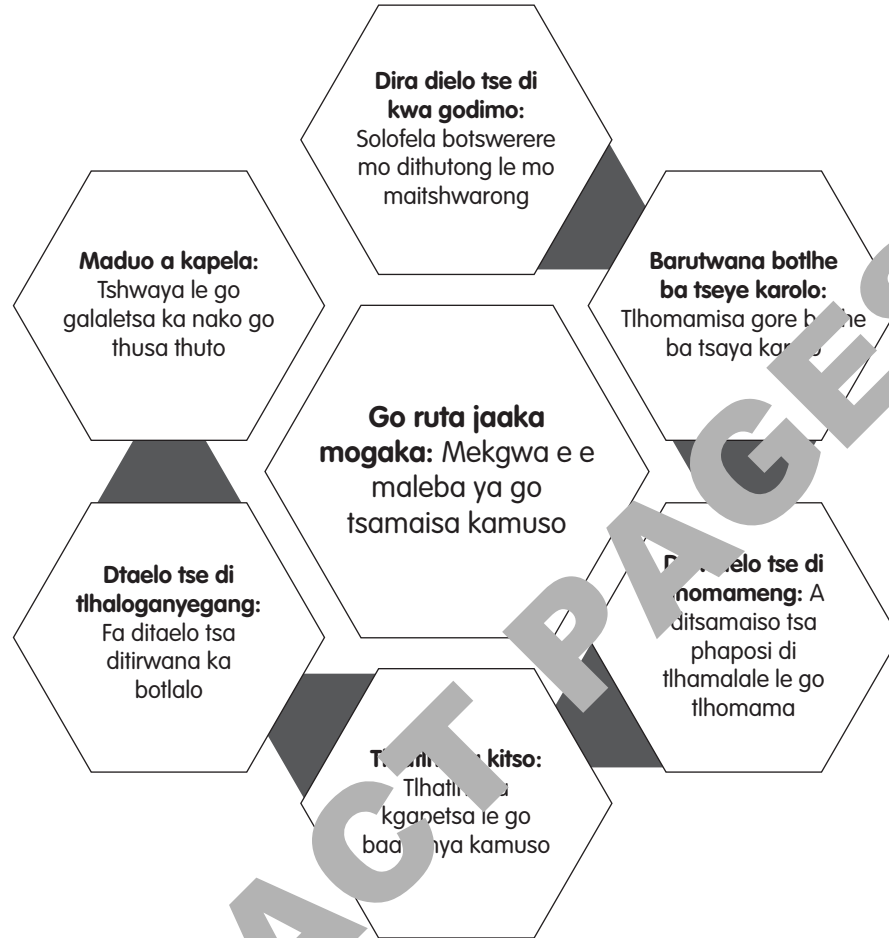 Dira dielo tse di
kwa godimo:
Solofela botswerere
mo dithutong le mo
maitshwarong
Barutwana botlhe
ba tseye karolo:
Tlhomamisa gore
ba tsaya
Ditsamaelo
A
ditsamaiso tsa
phaposi di
tlhamalale le go
tlhomama
kitso:
kgapetsa le go
kamuso
Dtaelo tse di
tlhaloganyegang:
Fa ditaelo tsa
ditirwana ka
botlalo
Maduo a kapela:
Tshwaya le go
galaletsa ka nako go
thusa thuto
Go ruta jaaka
mogaka: Mekgwa e e
maleba ya go
tsamaisa kamuso
ACT PAGES